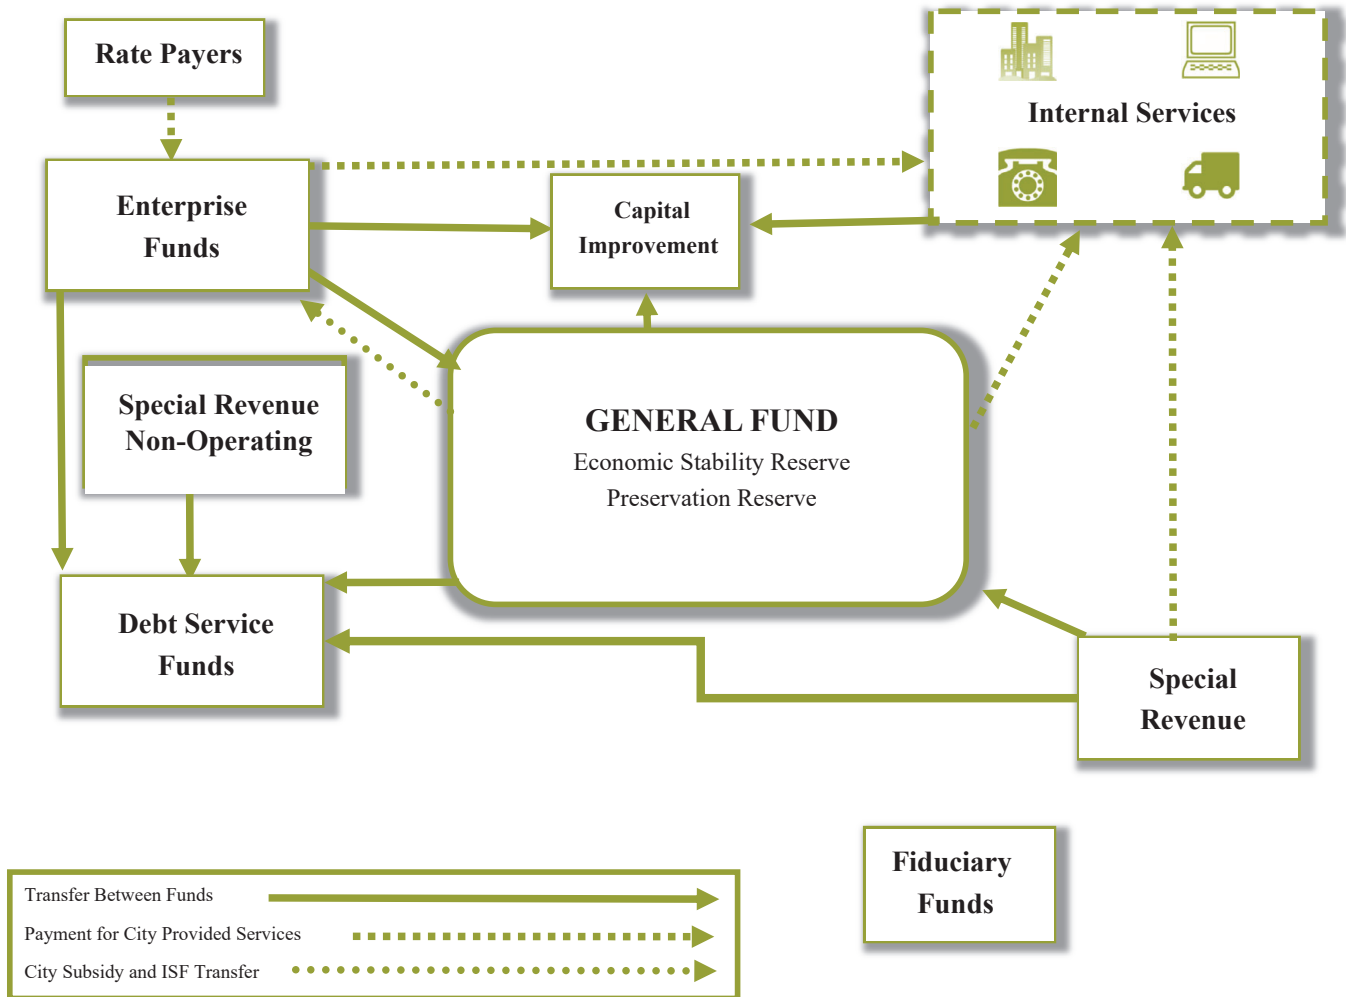 Rate Payers
Internal Services
Enterprise
Funds
Capital
Improvement
Special Revenue
Non-Operating
GENERAL FUND
Economic Stability Reserve
Preservation Reserve
Debt Service
Funds
Special
Revenue
Fiduciary
Funds
Transfer Between Funds
Payment for City Provided Services
City Subsidy and ISF Transfer